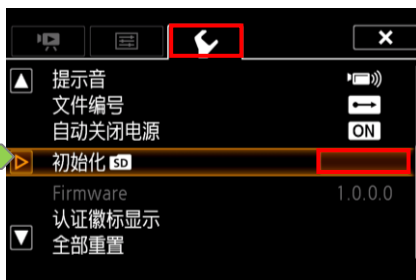 提示音
文件编号
自动关闭电源 ON
初始化 SD
Firmware 1.0.0.0
认证徽标显示
全部重置